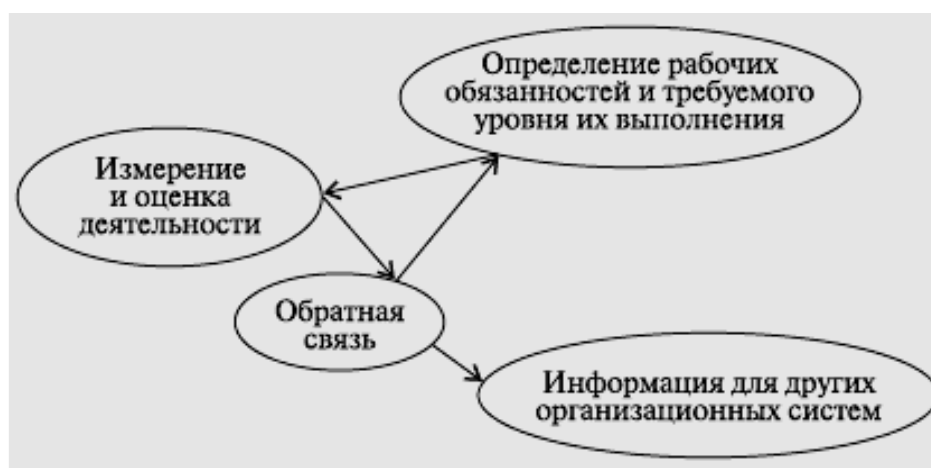 Определение рабочих
обязанностей и требуемого
уровня их выполнения
Измерение
и оценка
деятельности
Обратная
связь
Информация для других
организационных систем